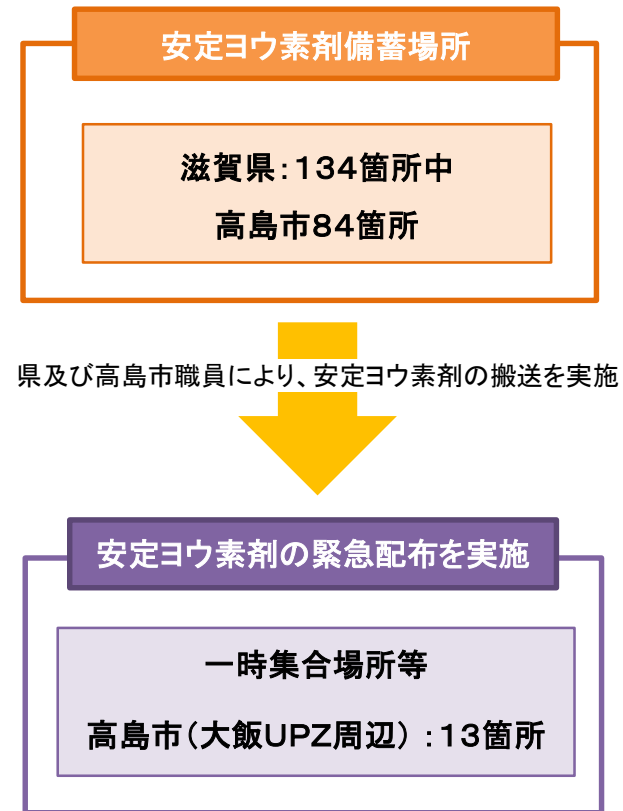 安定ヨウ素剤備蓄場所
滋賀県：１３４箇所中
高島市８４箇所
県及び高島市職員により、安定ヨウ素剤の搬送を実施
安定ヨウ素剤の緊急配布を実施
一時集合場所等
高島市（大飯ＵＰＺ周辺）：１３箇所